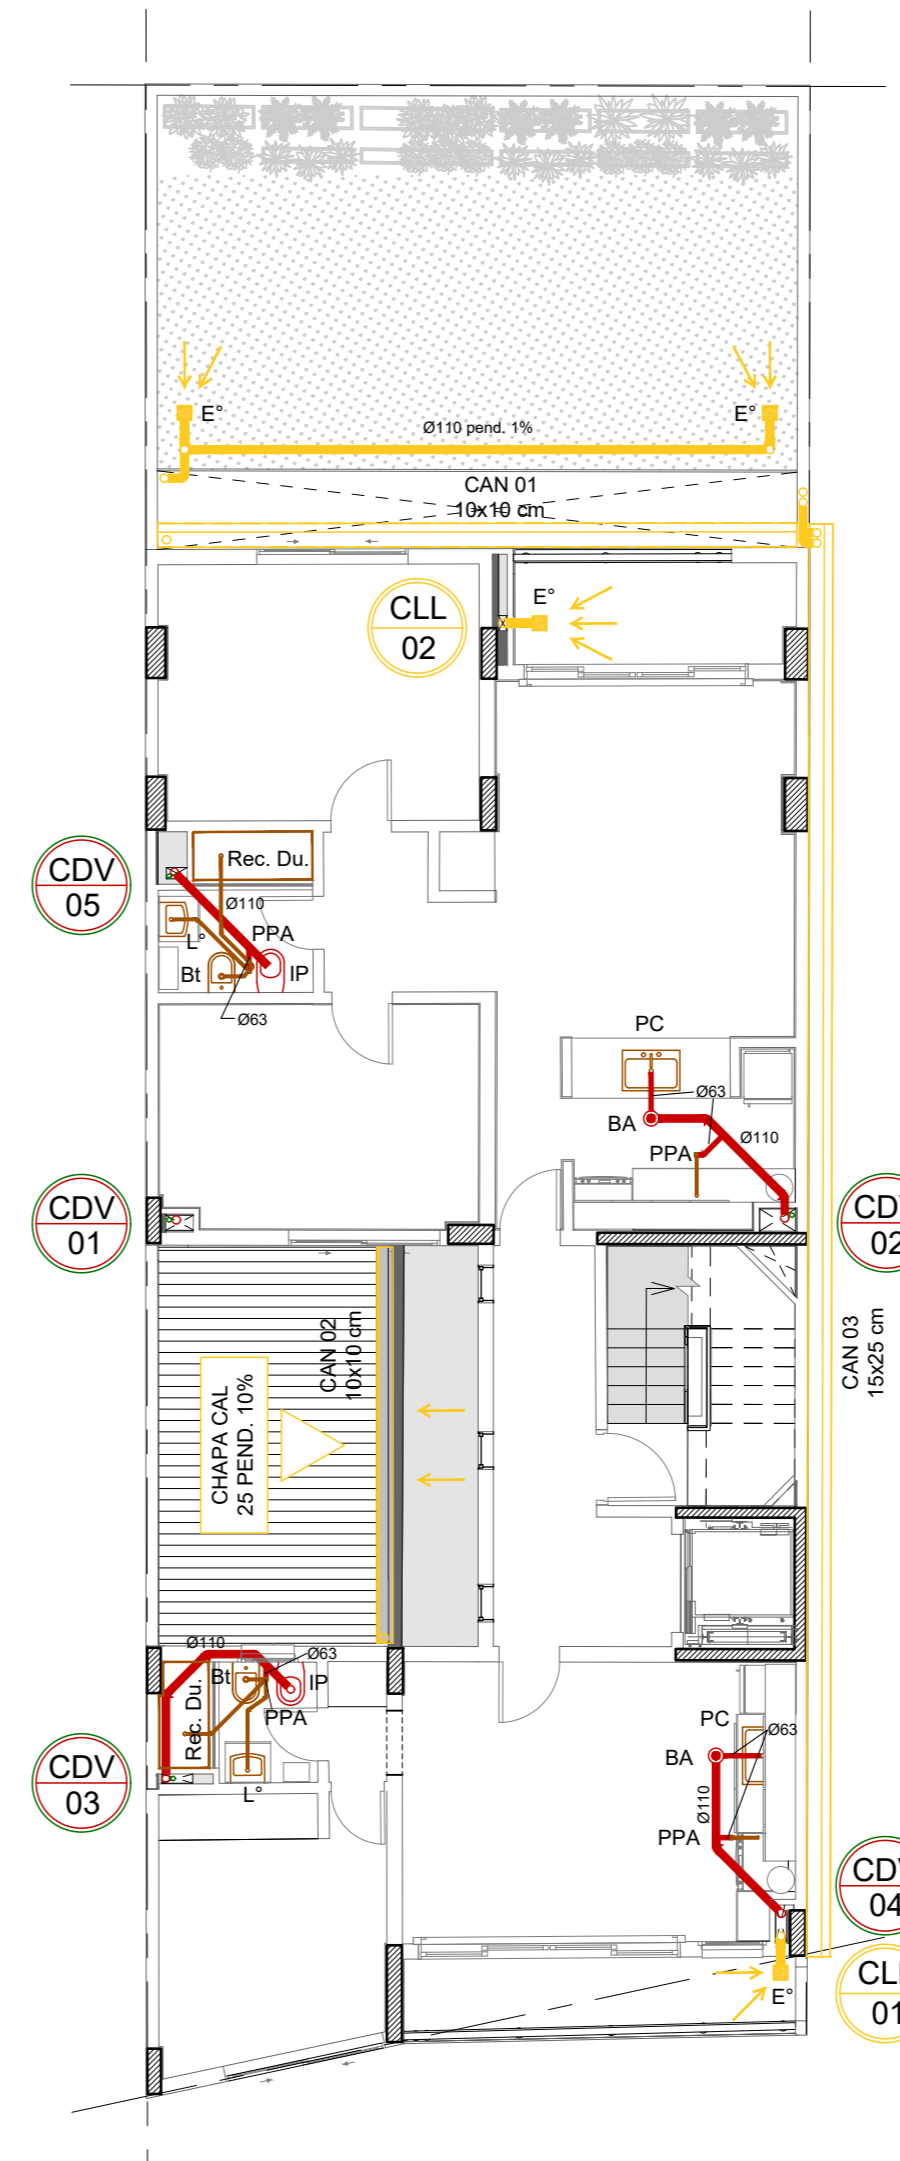 E°
E°
Ø110 pend. 1%
CAN 01
10x10 cm
E°
CLL
02
CDV
05
Rec. Du.
Ø110
PPA
L°
Bt
IP
Ø63
PC
Ø63
BA
Ø110
PPA
CDV
01
CDV
02
CAN 02
10x10 cm
CHAPA CAL
25 PEND. 10%
CAN 03
15x25 cm
Ø110
Ø63
Bt
IP
Rec. Du.
PPA
L°
CDV
03
PC
Ø63
BA
Ø110
PPA
CDV
04
CLL
01
E°